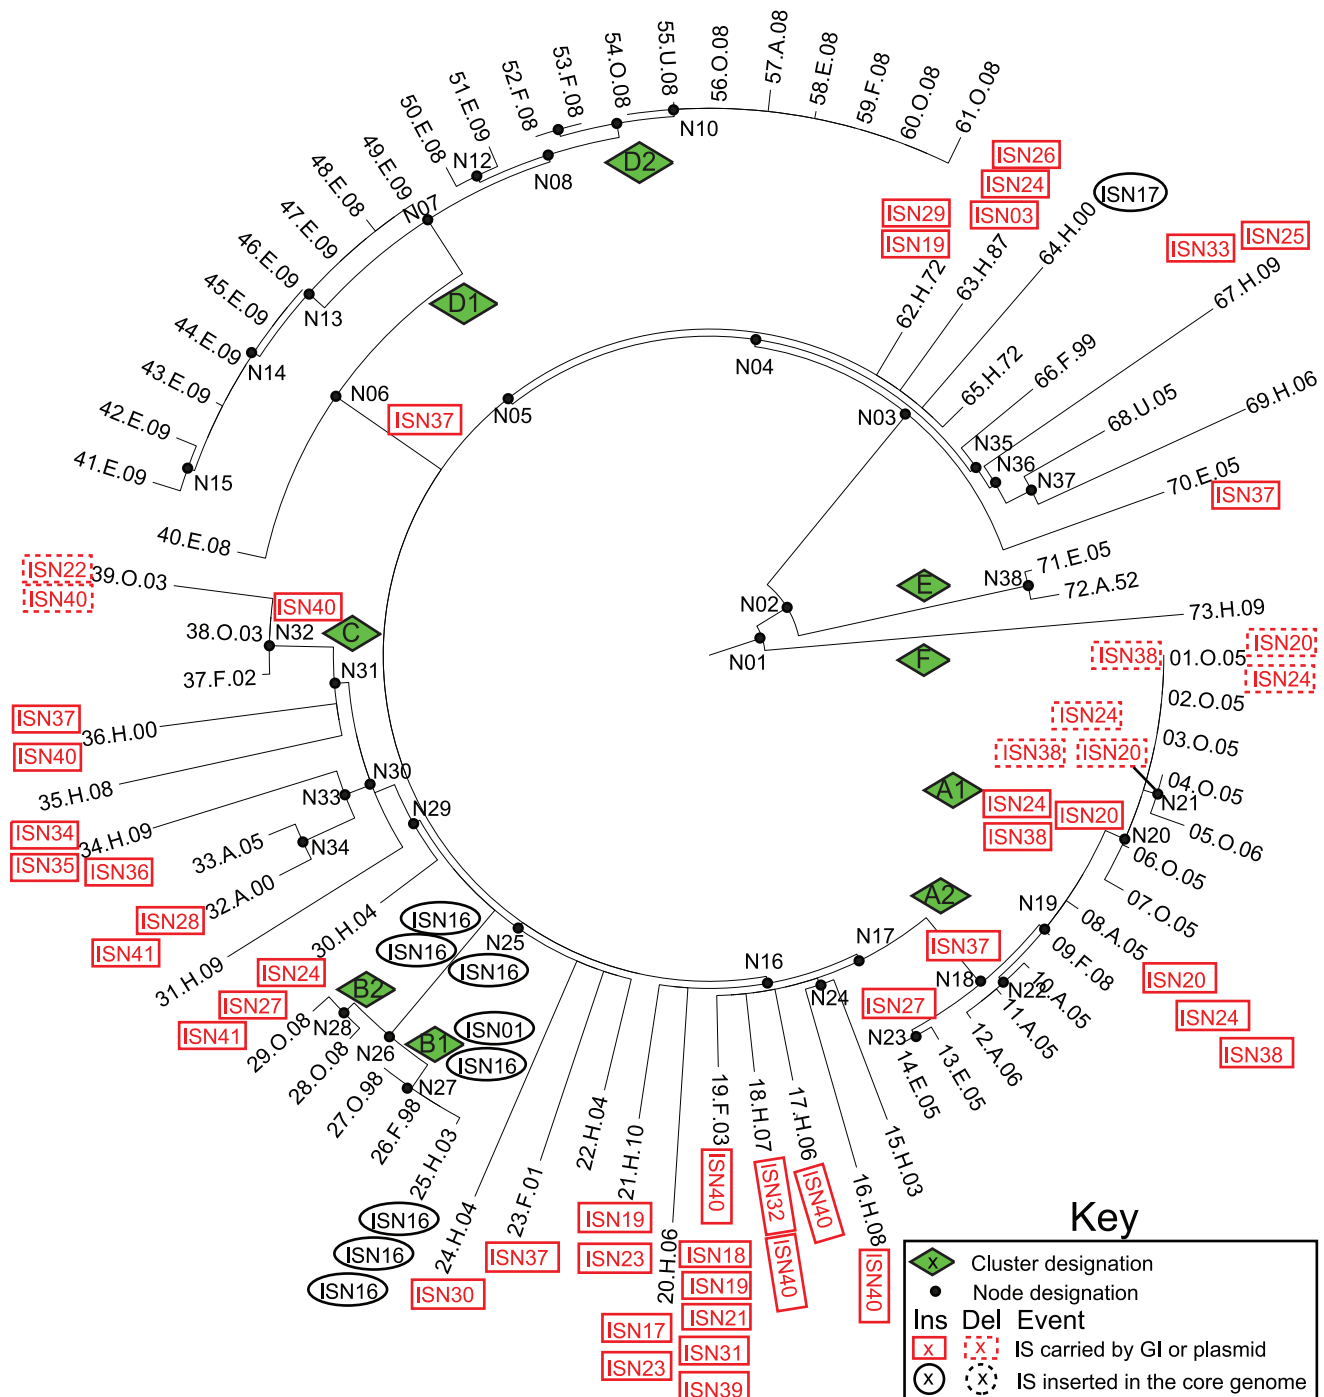 55.U.08
56.O.08
57.A.08
58.E.08
59.F.08
60.O.08
61.O.08
54.O.08
53.F.08
52.F.08
51.E.09
50.E.08
49.E.09
48.E.08
47.E.09
46.E.09
45.E.09
44.E.09
43.E.09
42.E.09
41.E.09
40.E.08
N10
N12
N08
D2
N07
N13
N14
N15
D1
N06
ISN37
N05
N04
N03
ISN26
ISN24
ISN03
ISN29
ISN19
ISN17
ISN33
ISN25
62.H.72
63.H.87
64.H.00
65.H.72
66.F.99
67.H.09
68.U.05
69.H.06
70.E.05
ISN37
N35
N36
N37
71.E.05
72.A.52
73.H.09
N38
E
F
N02
N01
ISN22
ISN40
39.O.03
ISN40
38.O.03
N32
C
37.F.02
N31
ISN37
36.H.00
ISN40
35.H.08
N30
N33
34.H.09
ISN34
ISN35
ISN36
33.A.05
N34
32.A.00
ISN28
ISN41
31.H.09
N29
30.H.04
ISN24
ISN27
ISN41
ISN16
ISN16
ISN16
N25
B2
29.O.08
N28
28.O.08
N26
B1
ISN01
ISN16
27.O.98
N27
26.F.98
25.H.03
ISN16
ISN16
ISN16
24.H.04
ISN30
23.F.01
ISN37
22.H.04
21.H.10
ISN19
ISN23
20.H.06
ISN17
ISN23
ISN18
ISN19
ISN21
ISN31
ISN39
19.F.03
ISN40
18.H.07
ISN32
ISN40
17.H.06
ISN40
16.H.08
ISN40
15.H.03
N16
N17
N24
A2
ISN37
N18
ISN27
N23
14.E.05
13.E.05
12.A.06
11.A.05
10.A.05
N22
N19
09.F.08
08.A.05
ISN20
ISN24
ISN38
07.O.05
06.O.05
N20
05.O.06
N21
04.O.05
03.O.05
02.O.05
01.O.05
ISN38
ISN20
ISN24
ISN24
ISN38
ISN20
A1
ISN24
ISN20
ISN38
Key
x Cluster designation
Node designation
Ins Del Event
x x IS carried by GI or plasmid
x x IS inserted in the core genome